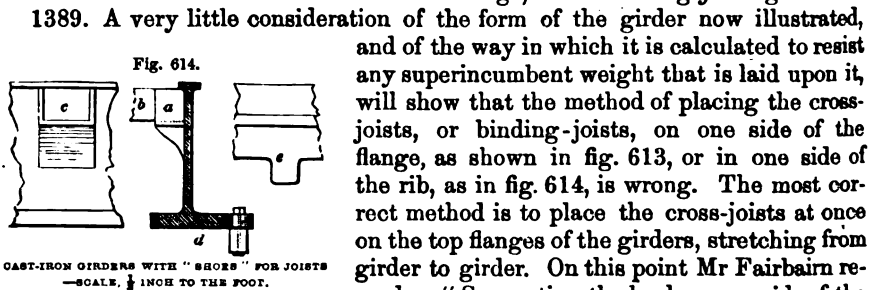 1389. A very little consideration of the form of the girder now illustrated,
and of the way in which it is calculated to resist
any superincumbent weight that is laid upon it,
will show that the method of placing the cross-
joists, or binding-joists, on one side of the
flange, as shown in fig. 613, or in one side of
the rib, as in fig. 614, is wrong. The most cor-
rect method is to place the cross-joists at once
on the top flanges of the girders, stretching from
girder to girder. On this point Mr Fairbairn re-
Fig. 614.
c
b a
e
d
CAST-IRON GIRDERS WITH "SHOES" FOR JOISTS
—SCALE, ½ INCH TO THE FOOT.